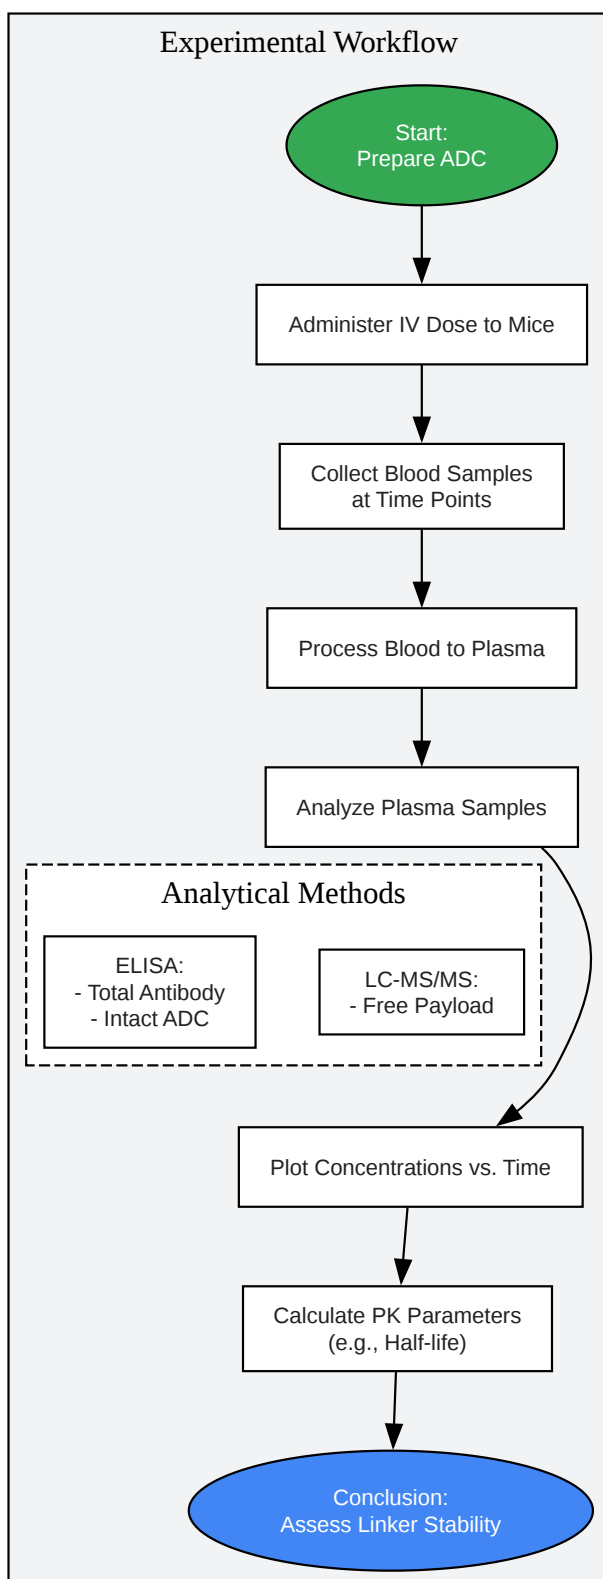 Experimental Workflow
Start:
Prepare ADC
Administer IV Dose to Mice
Collect Blood Samples
at Time Points
Process Blood to Plasma
Analyze Plasma Samples
Analytical Methods
ELISA:
- Total Antibody
- Intact ADC
LC-MS/MS:
- Free Payload
Plot Concentrations vs. Time
Calculate PK Parameters
(e.g., Half-life)
Conclusion:
Assess Linker Stability